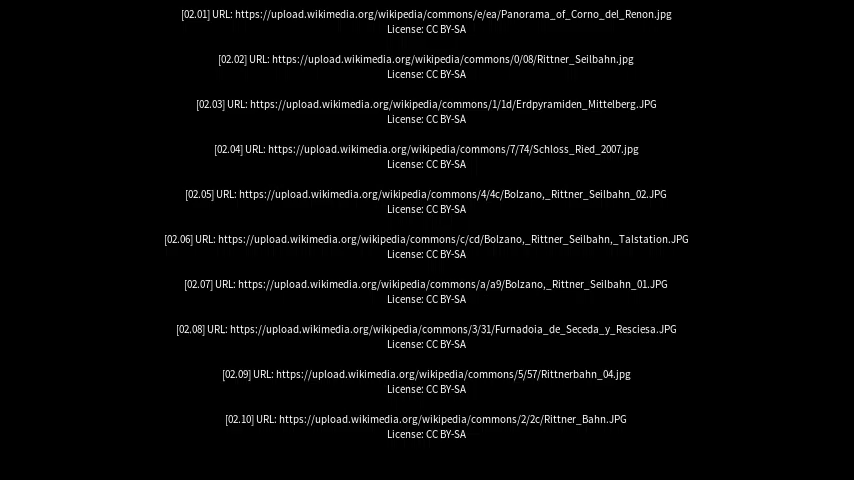 [02.01] URL: https://upload.wikimedia.org/wikipedia/commons/e/ea/Panorama_of_Corno_del_Renon.jpg
License: CC BY-SA
[02.02] URL: https://upload.wikimedia.org/wikipedia/commons/0/08/Rittner_Seilbahn.jpg
License: CC BY-SA
[02.03] URL: https://upload.wikimedia.org/wikipedia/commons/1/1d/Erdpyramiden_Mittelberg.JPG
License: CC BY-SA
[02.04] URL: https://upload.wikimedia.org/wikipedia/commons/7/74/Schloss_Ried_2007.jpg
License: CC BY-SA
[02.05] URL: https://upload.wikimedia.org/wikipedia/commons/4/4c/Bolzano,_Rittner_Seilbahn_02.JPG
License: CC BY-SA
[02.06] URL: https://upload.wikimedia.org/wikipedia/commons/c/cd/Bolzano,_Rittner_Seilbahn,_Talstation.JPG
License: CC BY-SA
[02.07] URL: https://upload.wikimedia.org/wikipedia/commons/a/a9/Bolzano,_Rittner_Seilbahn_01.JPG
License: CC BY-SA
[02.08] URL: https://upload.wikimedia.org/wikipedia/commons/3/31/Furnadoia_de_Seceda_y_Resciesa.JPG
License: CC BY-SA
[02.09] URL: https://upload.wikimedia.org/wikipedia/commons/5/57/Rittnerbahn_04.jpg
License: CC BY-SA
[02.10] URL: https://upload.wikimedia.org/wikipedia/commons/2/2c/Rittner_Bahn.JPG
License: CC BY-SA